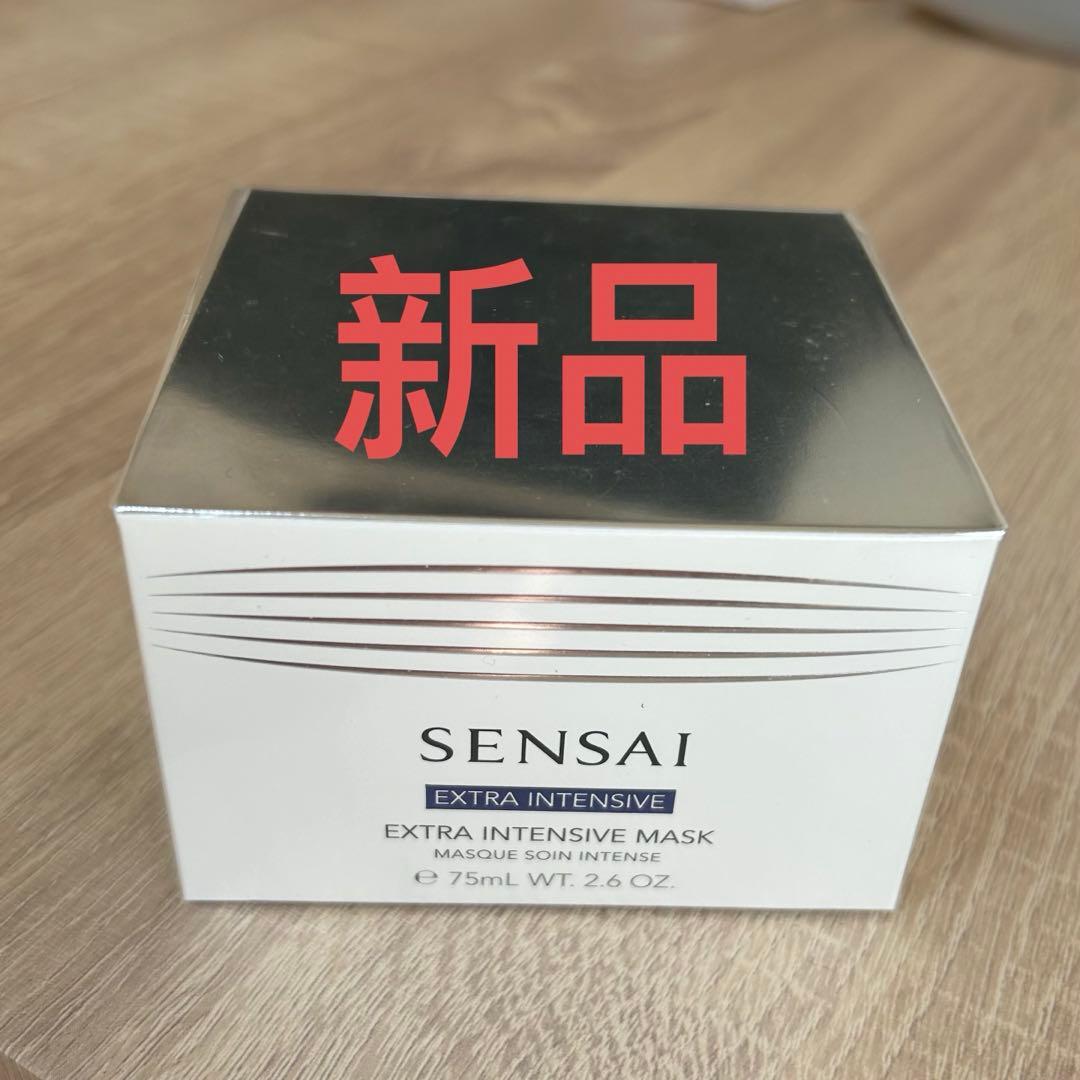 新品
SENSAI
EXTRA INTENSIVE
EXTRA INTENSIVE MASK
MASQUE SOIN INTENSE
℮ 75mL WT. 2.6 OZ.